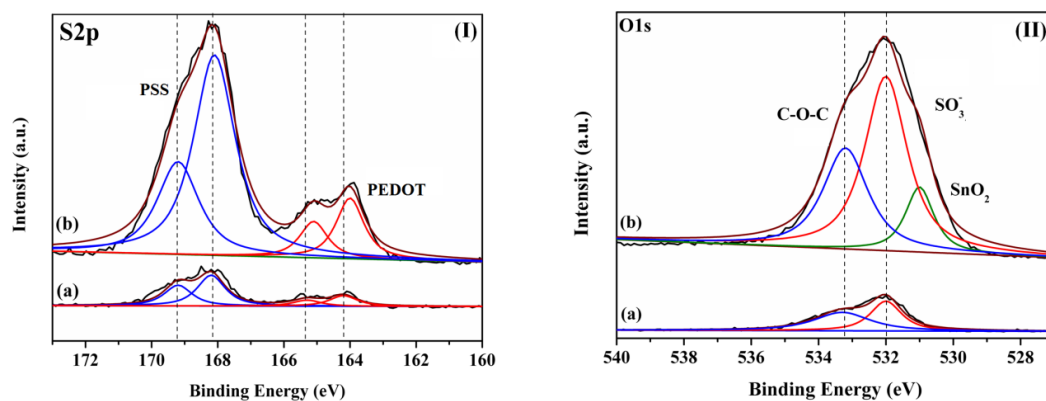 S2p
(I)
PSS
PEDOT
(b)
(a)
Intensity (a.u.)
172 170 168 166 164 162 160
Binding Energy (eV)
O1s
(II)
C-O-C
SO₃⁻
SnO₂
(b)
(a)
Intensity (a.u.)
540 538 536 534 532 530 528
Binding Energy (eV)